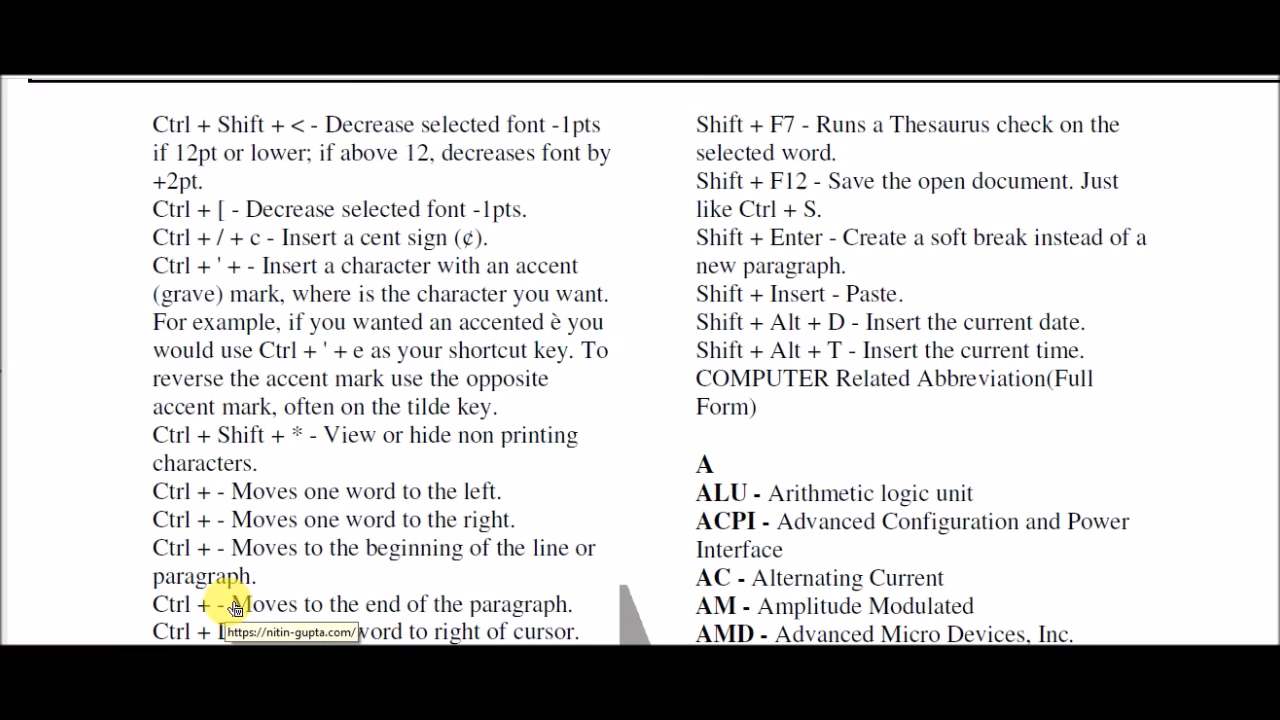 Ctrl + Shift + < - Decrease selected font -1pts
if 12pt or lower; if above 12, decreases font by
+2pt.
Ctrl + [ - Decrease selected font -1pts.
Ctrl + / + c - Insert a cent sign (¢).
Ctrl + ' + - Insert a character with an accent
(grave) mark, where is the character you want.
For example, if you wanted an accented è you
would use Ctrl + ' + e as your shortcut key. To
reverse the accent mark use the opposite
accent mark, often on the tilde key.
Ctrl + Shift + * - View or hide non printing
characters.
Ctrl + - Moves one word to the left.
Ctrl + - Moves one word to the right.
Ctrl + - Moves to the beginning of the line or
paragraph.
Ctrl + - Moves to the end of the paragraph.
Ctrl + word to right of cursor.
https://nitin-gupta.com/
Shift + F7 - Runs a Thesaurus check on the
selected word.
Shift + F12 - Save the open document. Just
like Ctrl + S.
Shift + Enter - Create a soft break instead of a
new paragraph.
Shift + Insert - Paste.
Shift + Alt + D - Insert the current date.
Shift + Alt + T - Insert the current time.
COMPUTER Related Abbreviation(Full
Form)
A
ALU - Arithmetic logic unit
ACPI - Advanced Configuration and Power
Interface
AC - Alternating Current
AM - Amplitude Modulated
AMD - Advanced Micro Devices, Inc.